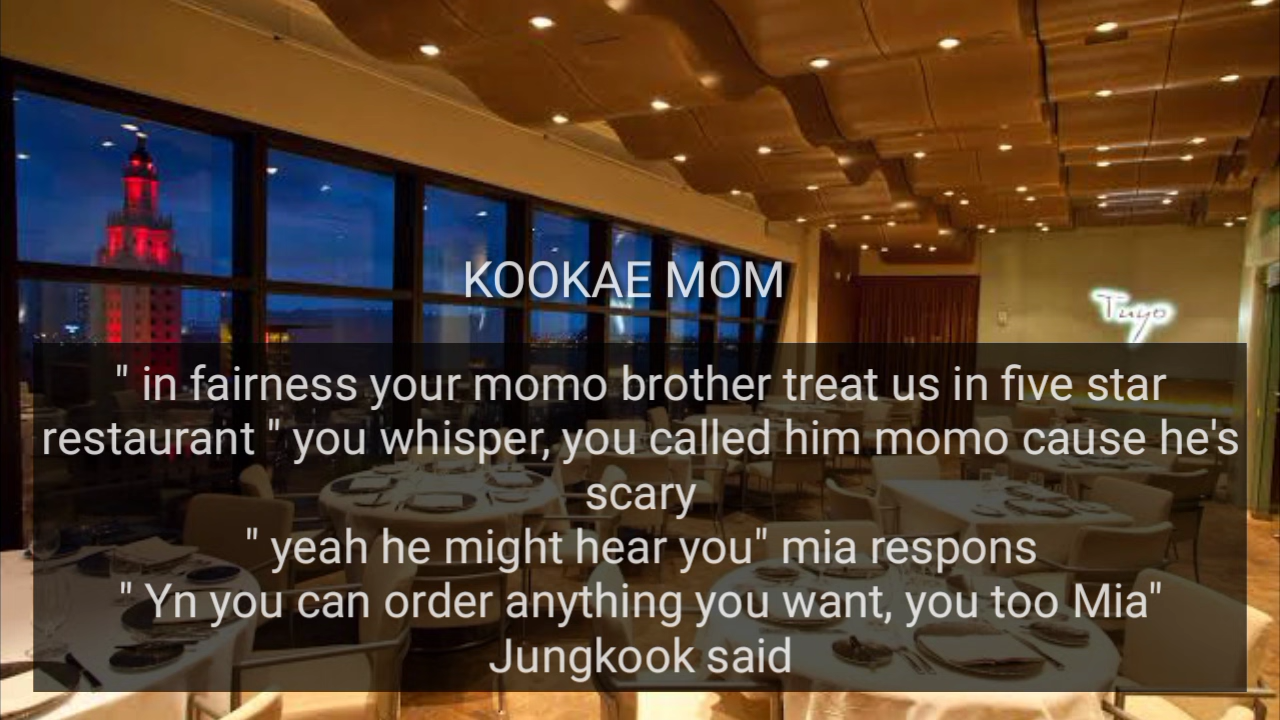 Tuyo
KOOKAE MOM
" in fairness your momo brother treat us in five star
restaurant " you whisper, you called him momo cause he's
scary
" yeah he might hear you" mia respons
" Yn you can order anything you want, you too Mia"
Jungkook said